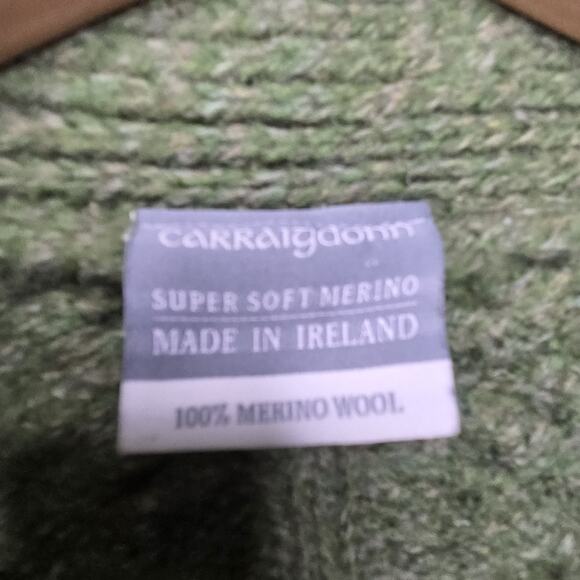 carraigdonn
SUPER SOFT MERINO
MADE IN IRELAND
100% MERINO WOOL